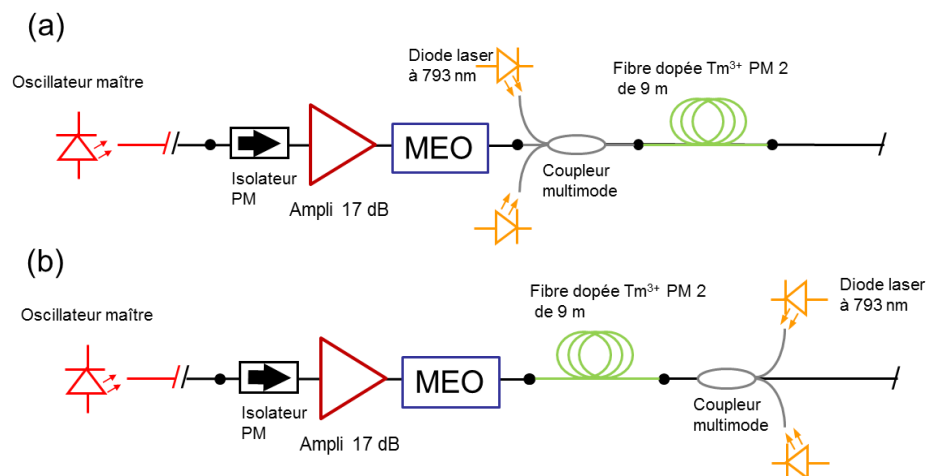 (a)
Oscillateur maître
Isolateur
PM
Ampli 17 dB
MEO
Diode laser
à 793 nm
Coupleur
multimode
Fibre dopée Tm³⁺ PM 2
de 9 m
(b)
Oscillateur maître
Isolateur
PM
Ampli 17 dB
MEO
Fibre dopée Tm³⁺ PM 2
de 9 m
Coupleur
multimode
Diode laser
à 793 nm